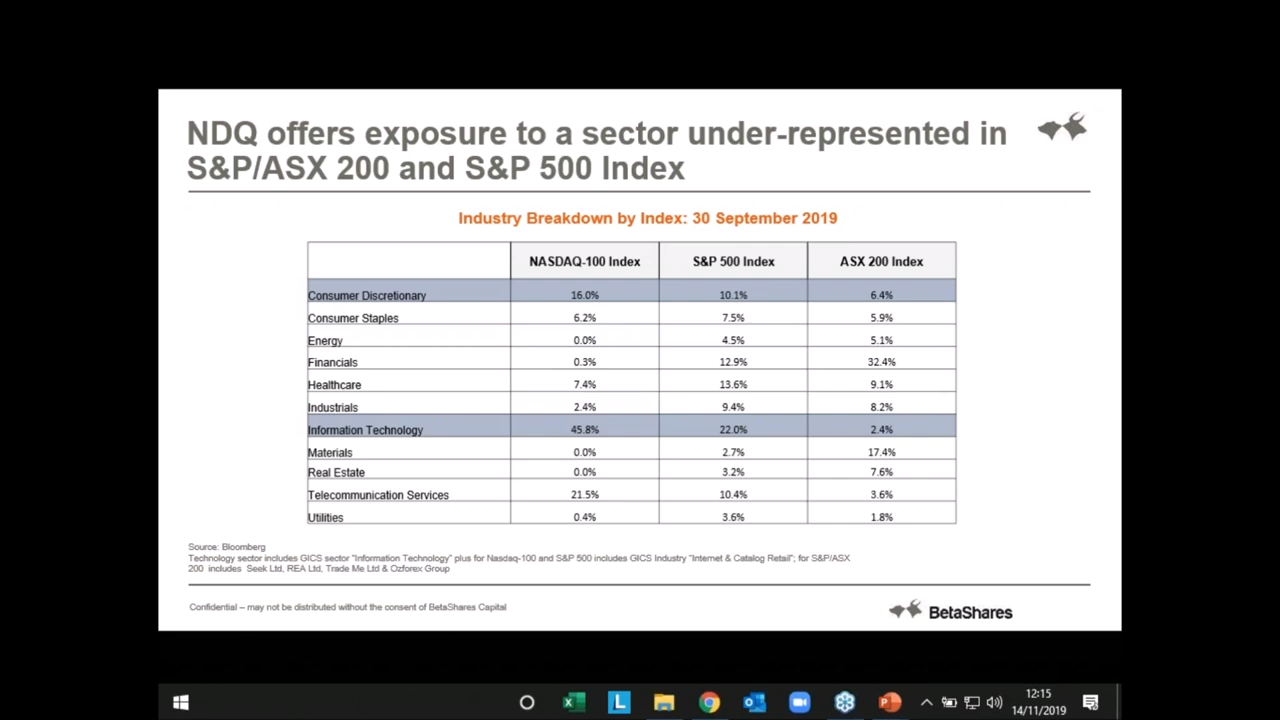 NDQ offers exposure to a sector under-represented in
S&P/ASX 200 and S&P 500 Index
Industry Breakdown by Index: 30 September 2019
NASDAQ-100 Index S&P 500 Index ASX 200 Index
Consumer Discretionary 16.0% 10.1% 6.4%
Consumer Staples 6.2% 7.5% 5.9%
Energy 0.0% 4.5% 5.1%
Financials 0.3% 12.9% 32.4%
Healthcare 7.4% 13.6% 9.1%
Industrials 2.4% 9.4% 8.2%
Information Technology 45.8% 22.0% 2.4%
Materials 0.0% 2.7% 17.4%
Real Estate 0.0% 3.2% 7.6%
Telecommunication Services 21.5% 10.4% 3.6%
Utilities 0.4% 3.6% 1.8%
Source: Bloomberg
Technology sector includes GICS sector "Information Technology" plus for Nasdaq-100 and S&P 500 includes GICS Industry "Internet & Catalog Retail"; for S&P/ASX
200 includes Seek Ltd, REA Ltd, Trade Me Ltd & Ozforex Group
Confidential – may not be distributed without the consent of BetaShares Capital
BetaShares
12:15
14/11/2019